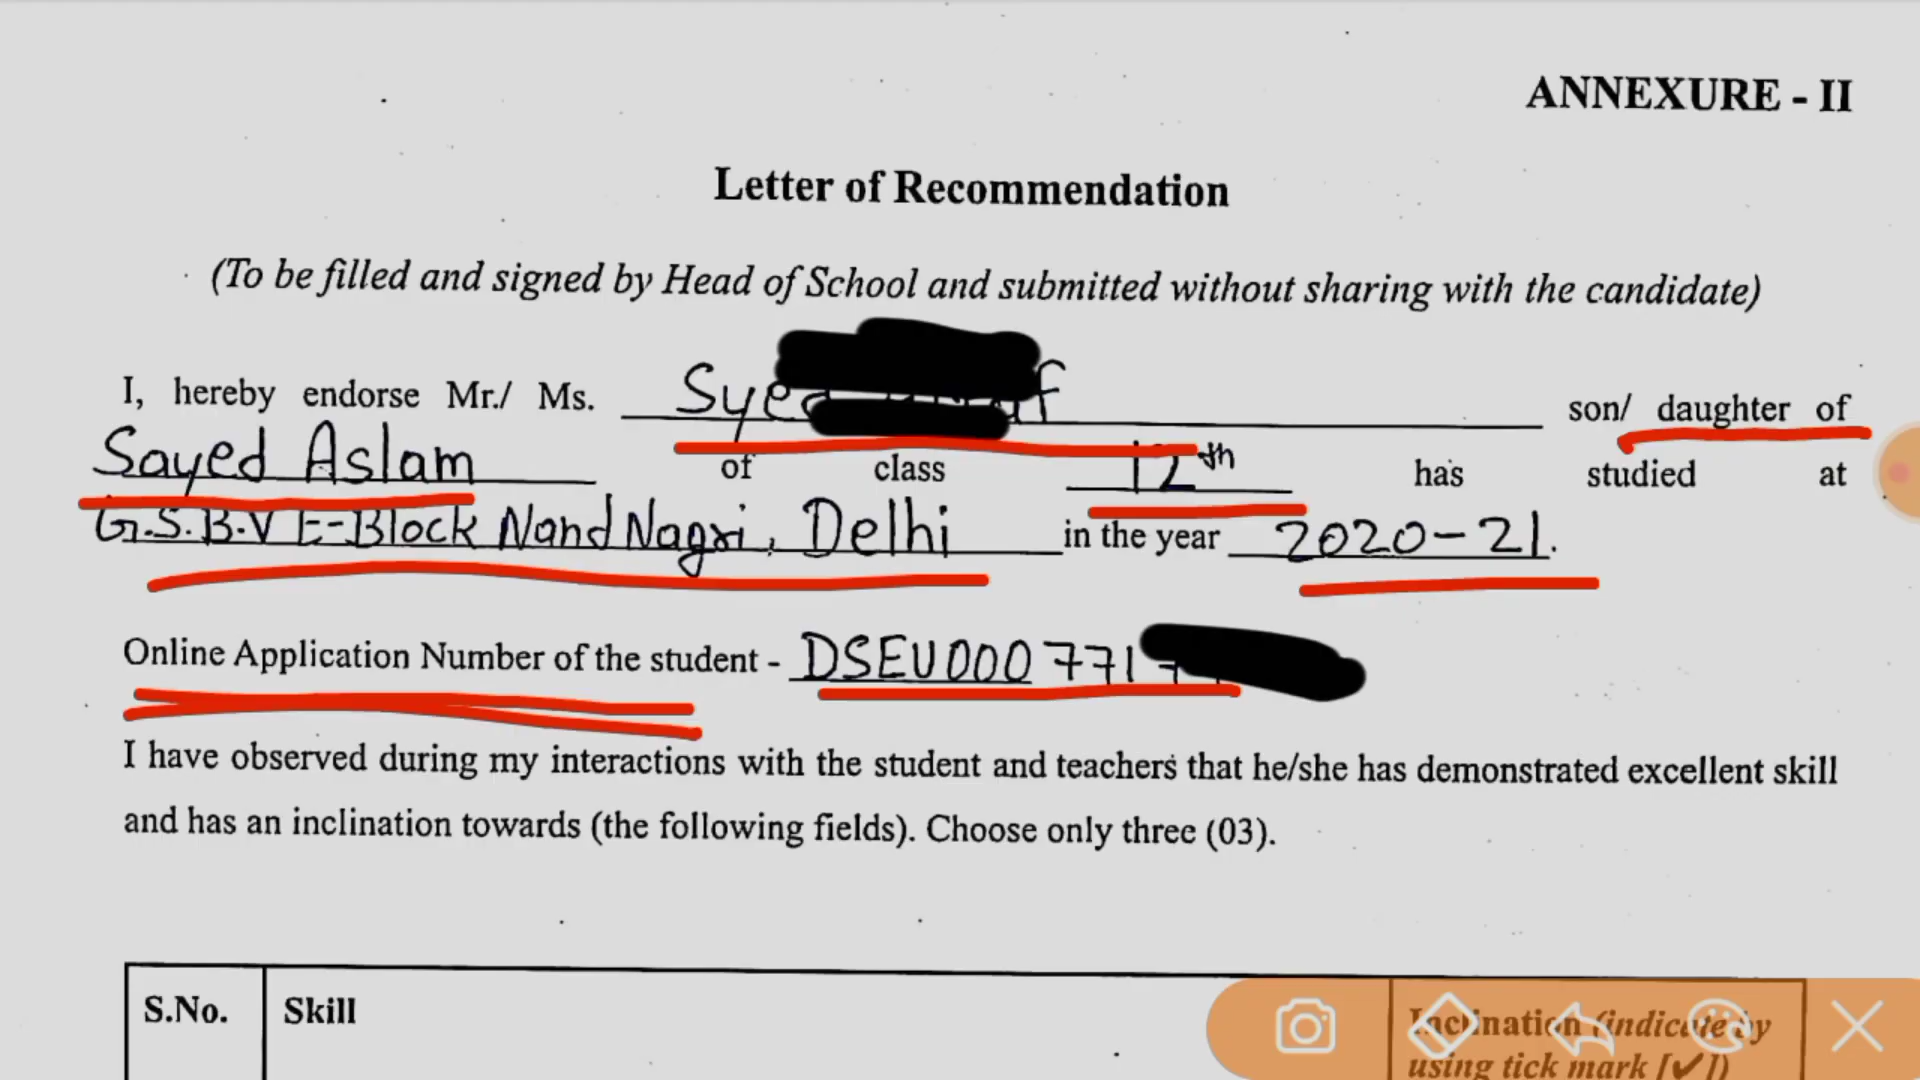 ANNEXURE - II
Letter of Recommendation
(To be filled and signed by Head of School and submitted without sharing with the candidate)
I, hereby endorse Mr./ Ms. son/ daughter of
Sayed Aslam of class 12th has studied at
G.S.B.V E-Block Nand Nagri, Delhi in the year 2020-21.
Online Application Number of the student - DSEU000771
I have observed during my interactions with the student and teachers that he/she has demonstrated excellent skill
and has an inclination towards (the following fields). Choose only three (03).
S.No. Skill Inclination (indicate by
using tick mark [✓])